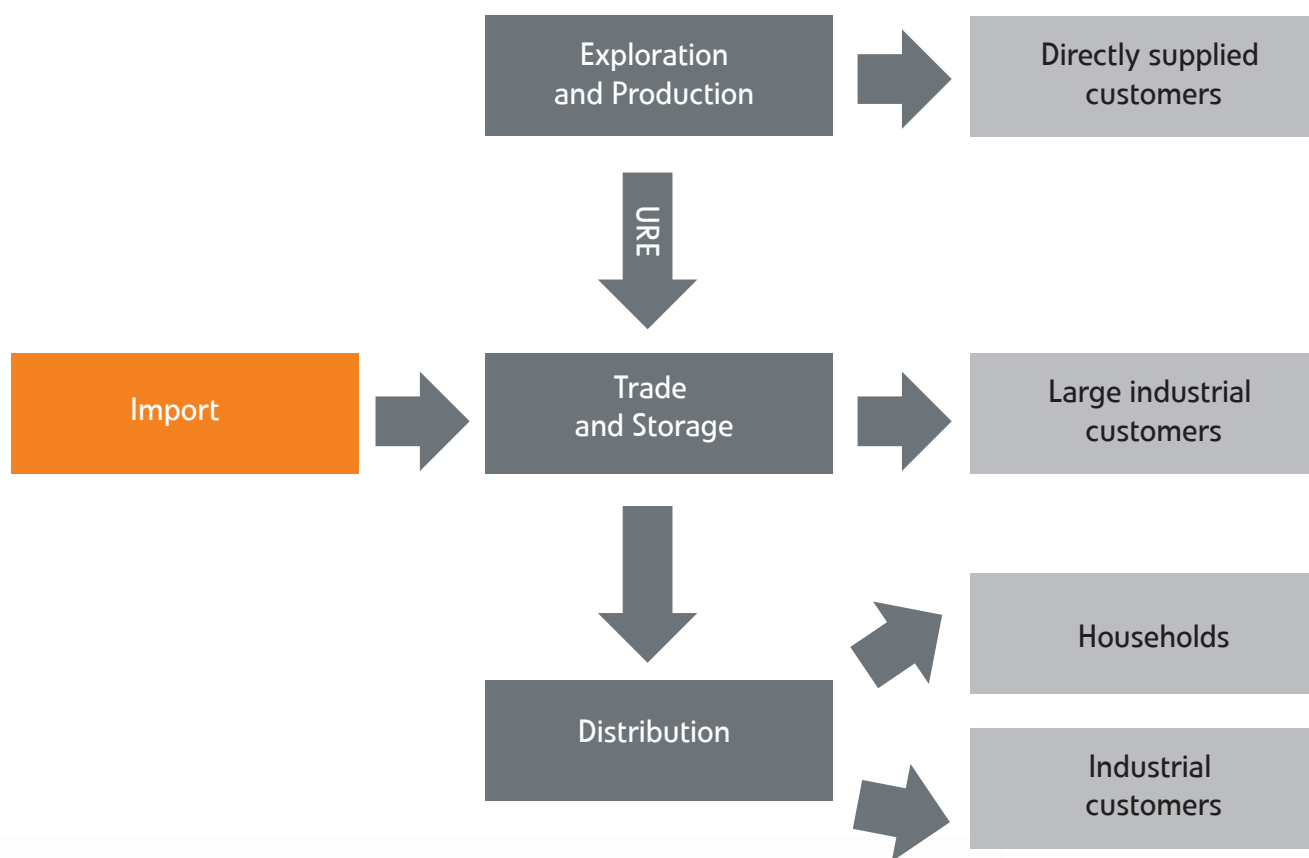 Exploration
and Production
Directly supplied
customers
URE
Import
Trade
and Storage
Large industrial
customers
Households
Distribution
Industrial
customers